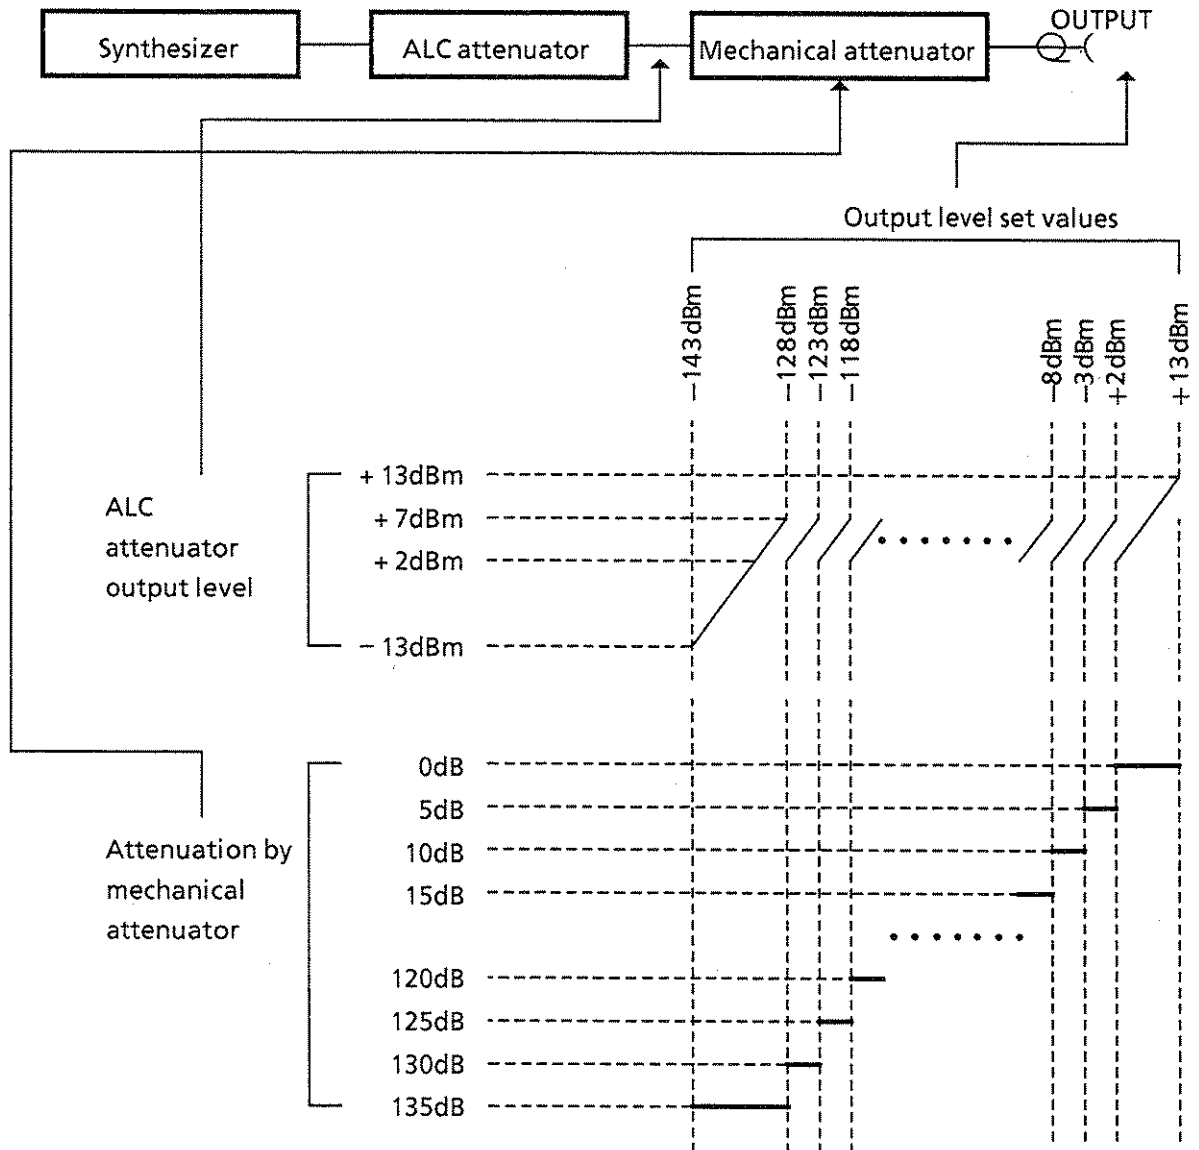 Synthesizer
ALC attenuator
Mechanical attenuator
OUTPUT
Output level set values
−143dBm
−128dBm
−123dBm
−118dBm
−8dBm
−3dBm
+2dBm
+13dBm
ALC
attenuator
output level
+ 13dBm
+ 7dBm
+ 2dBm
− 13dBm
Attenuation by
mechanical
attenuator
0dB
5dB
10dB
15dB
120dB
125dB
130dB
135dB